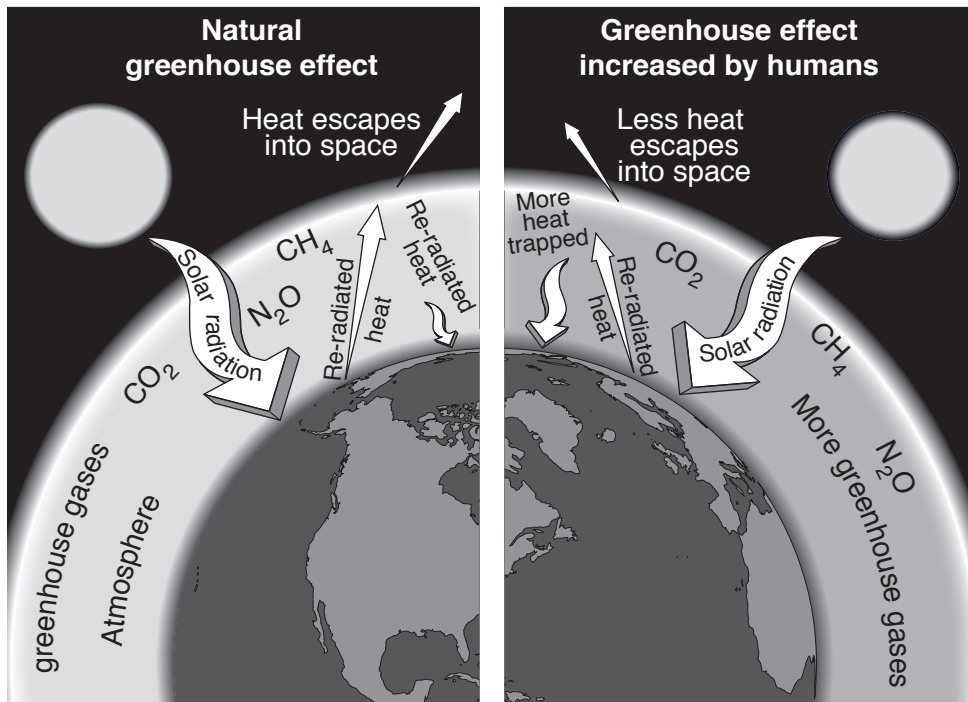 Natural
greenhouse effect
Heat escapes
into space
Solar
radiation
CH₄
N₂O
CO₂
Re-radiated
heat
Re-radiated
heat
greenhouse gases
Atmosphere
Greenhouse effect
increased by humans
Less heat
escapes
into space
More
heat
trapped
Re-radiated
heat
CO₂
Solar radiation
CH₄
N₂O
More greenhouse gases